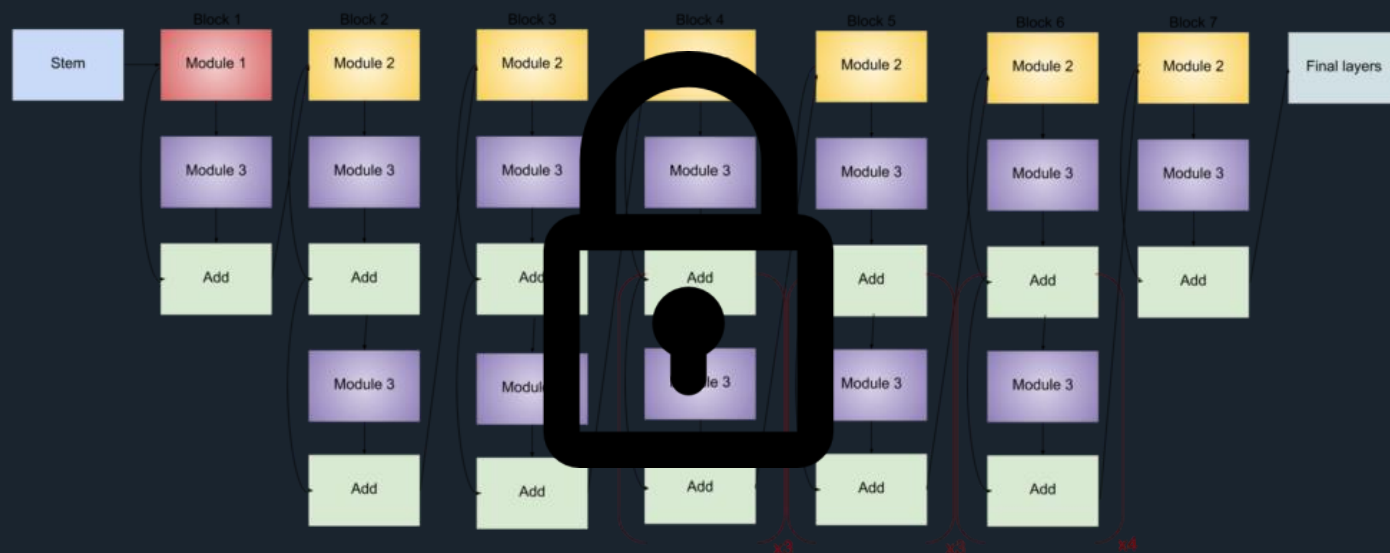 Block 1 Block 2 Block 3 Block 4 Block 5 Block 6 Block 7
Stem Module 1 Module 2 Module 2 Module 2 Module 2 Module 2 Final layers
Module 3 Module 3 Module 3 Module 3 Module 3 Module 3 Module 3
Add Add Add Add Add Add Add
Module 3 Modul le 3 Module 3 Module 3
Add Add Add Add Add